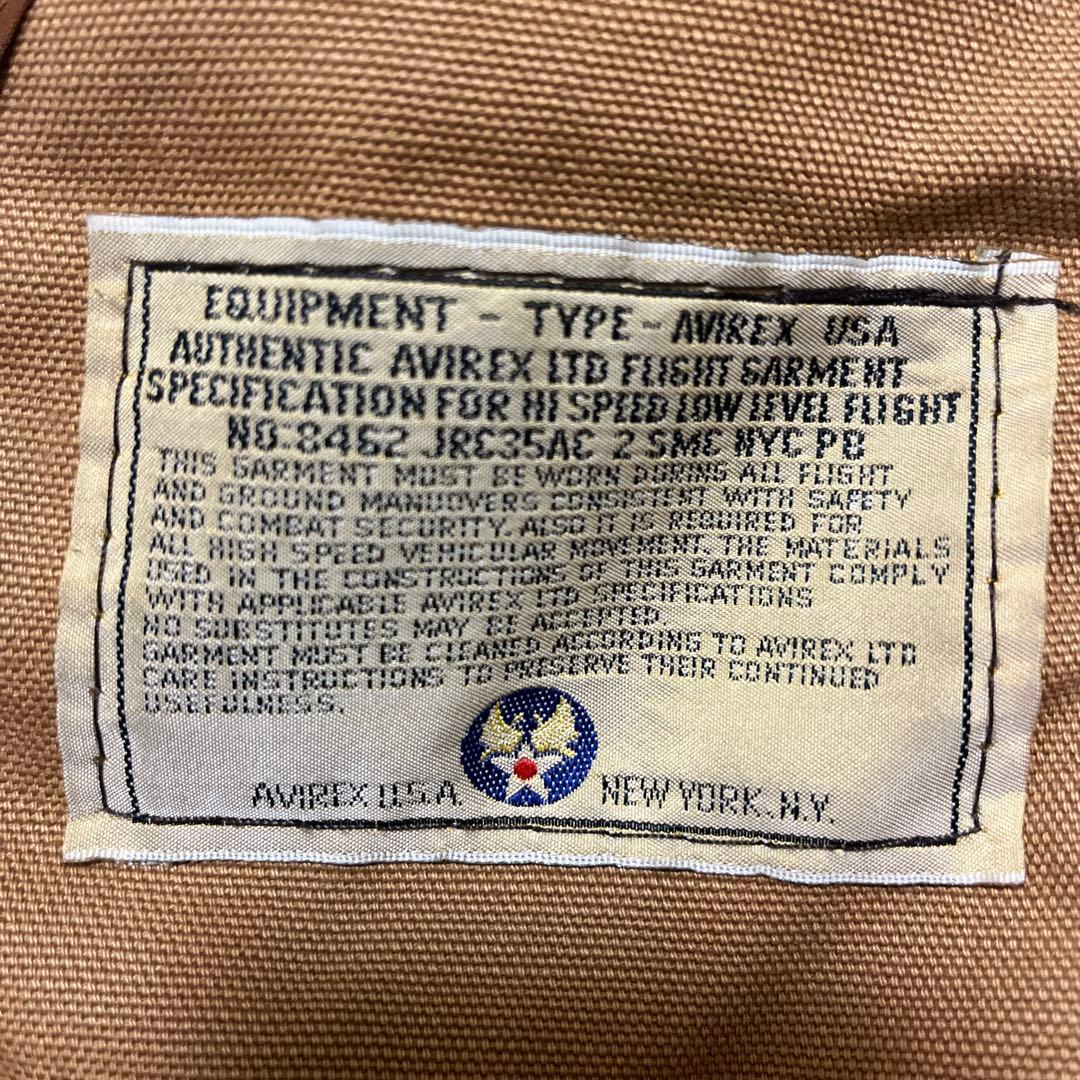 EQUIPMENT - TYPE - AVIREX USA
AUTHENTIC AVIREX LTD FLIGHT GARMENT
SPECIFICATION FOR HI SPEED LOW LEVEL FLIGHT
NO:8462 JRC35AC 2 SMC NYC PB
THIS GARMENT MUST BE WORN DURING ALL FLIGHT
AND GROUND MANUOVERS CONSISTENT WITH SAFETY
AND COMBAT SECURITY. ALSO IT IS REQUIRED FOR
ALL HIGH SPEED VEHICULAR MOVEMENT. THE MATERIALS
USED IN THE CONSTRUCTIONS OF THIS GARMENT COMPLY
WITH APPLICABLE AVIREX LTD SPECIFICATIONS
NO SUBSTITUTES MAY BE ACCEPTED.
GARMENT MUST BE CLEANED ACCORDING TO AVIREX LTD
CARE INSTRUCTIONS TO PRESERVE THEIR CONTINUED
USEFULNESS.
AVIREX U.S.A. NEW YORK. N.Y.